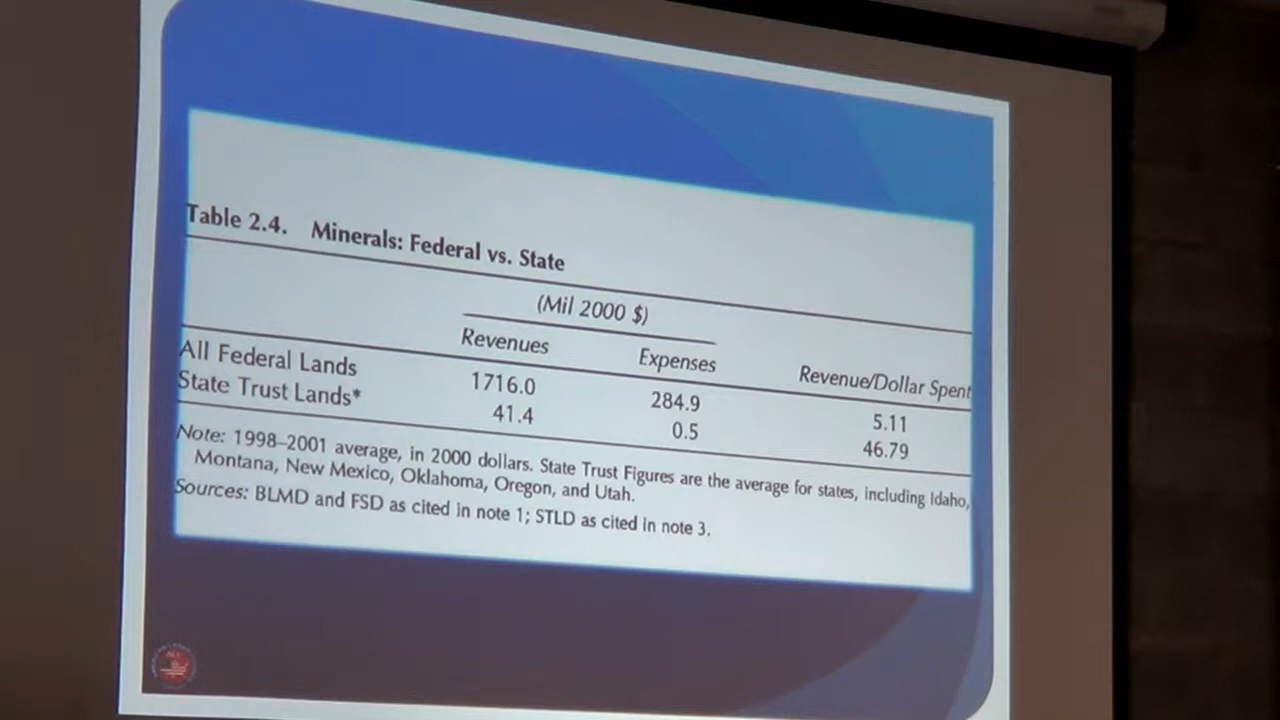 Table 2.4. Minerals: Federal vs. State
(Mil 2000 $)
Revenues Expenses Revenue/Dollar Spent
All Federal Lands 1716.0 284.9 5.11
State Trust Lands* 41.4 0.5 46.79
Note: 1998–2001 average, in 2000 dollars. State Trust Figures are the average for states, including Idaho,
Montana, New Mexico, Oklahoma, Oregon, and Utah.
Sources: BLMD and FSD as cited in note 1; STLD as cited in note 3.